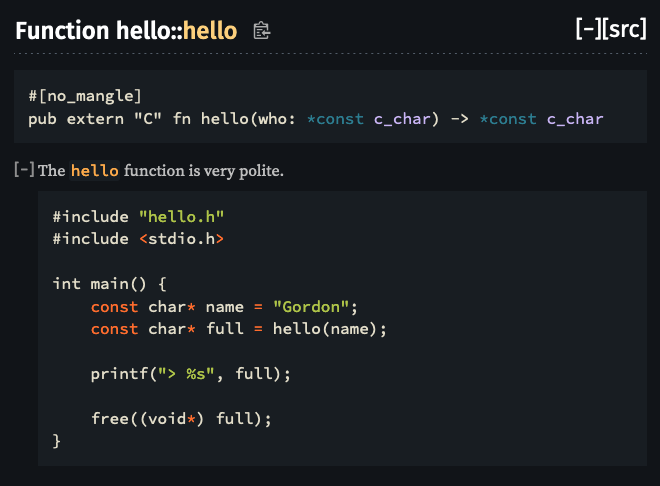 Function hello::hello [−][src]
#[no_mangle]
pub extern "C" fn hello(who: *const c_char) -> *const c_char
[−] The hello function is very polite.
#include "hello.h"
#include <stdio.h>
int main() {
    const char* name = "Gordon";
    const char* full = hello(name);
    printf("> %s", full);
    free((void*) full);
}